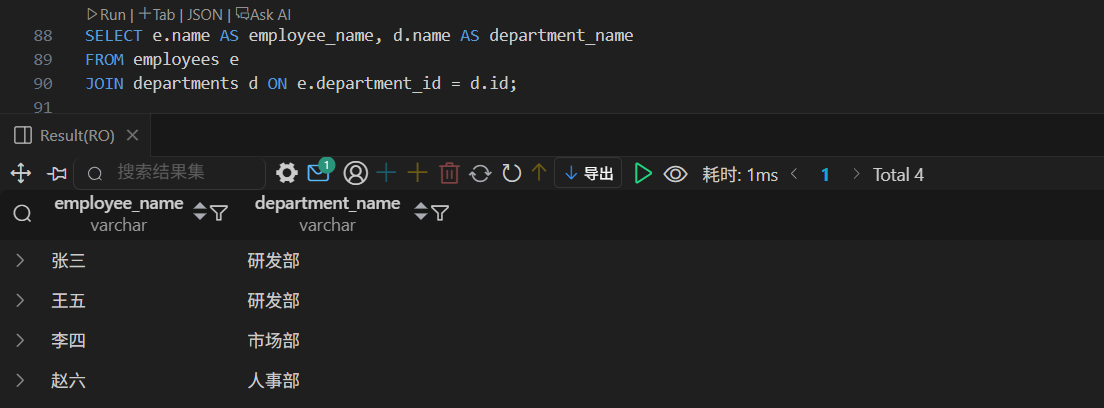 Run | Tab | JSON | Ask AI
88 SELECT e.name AS employee_name, d.name AS department_name
89 FROM employees e
90 JOIN departments d ON e.department_id = d.id;
91
Result(RO)
搜索结果集 1 导出 耗时: 1ms 1 Total 4
employee_name department_name
varchar varchar
张三 研发部
王五 研发部
李四 市场部
赵六 人事部